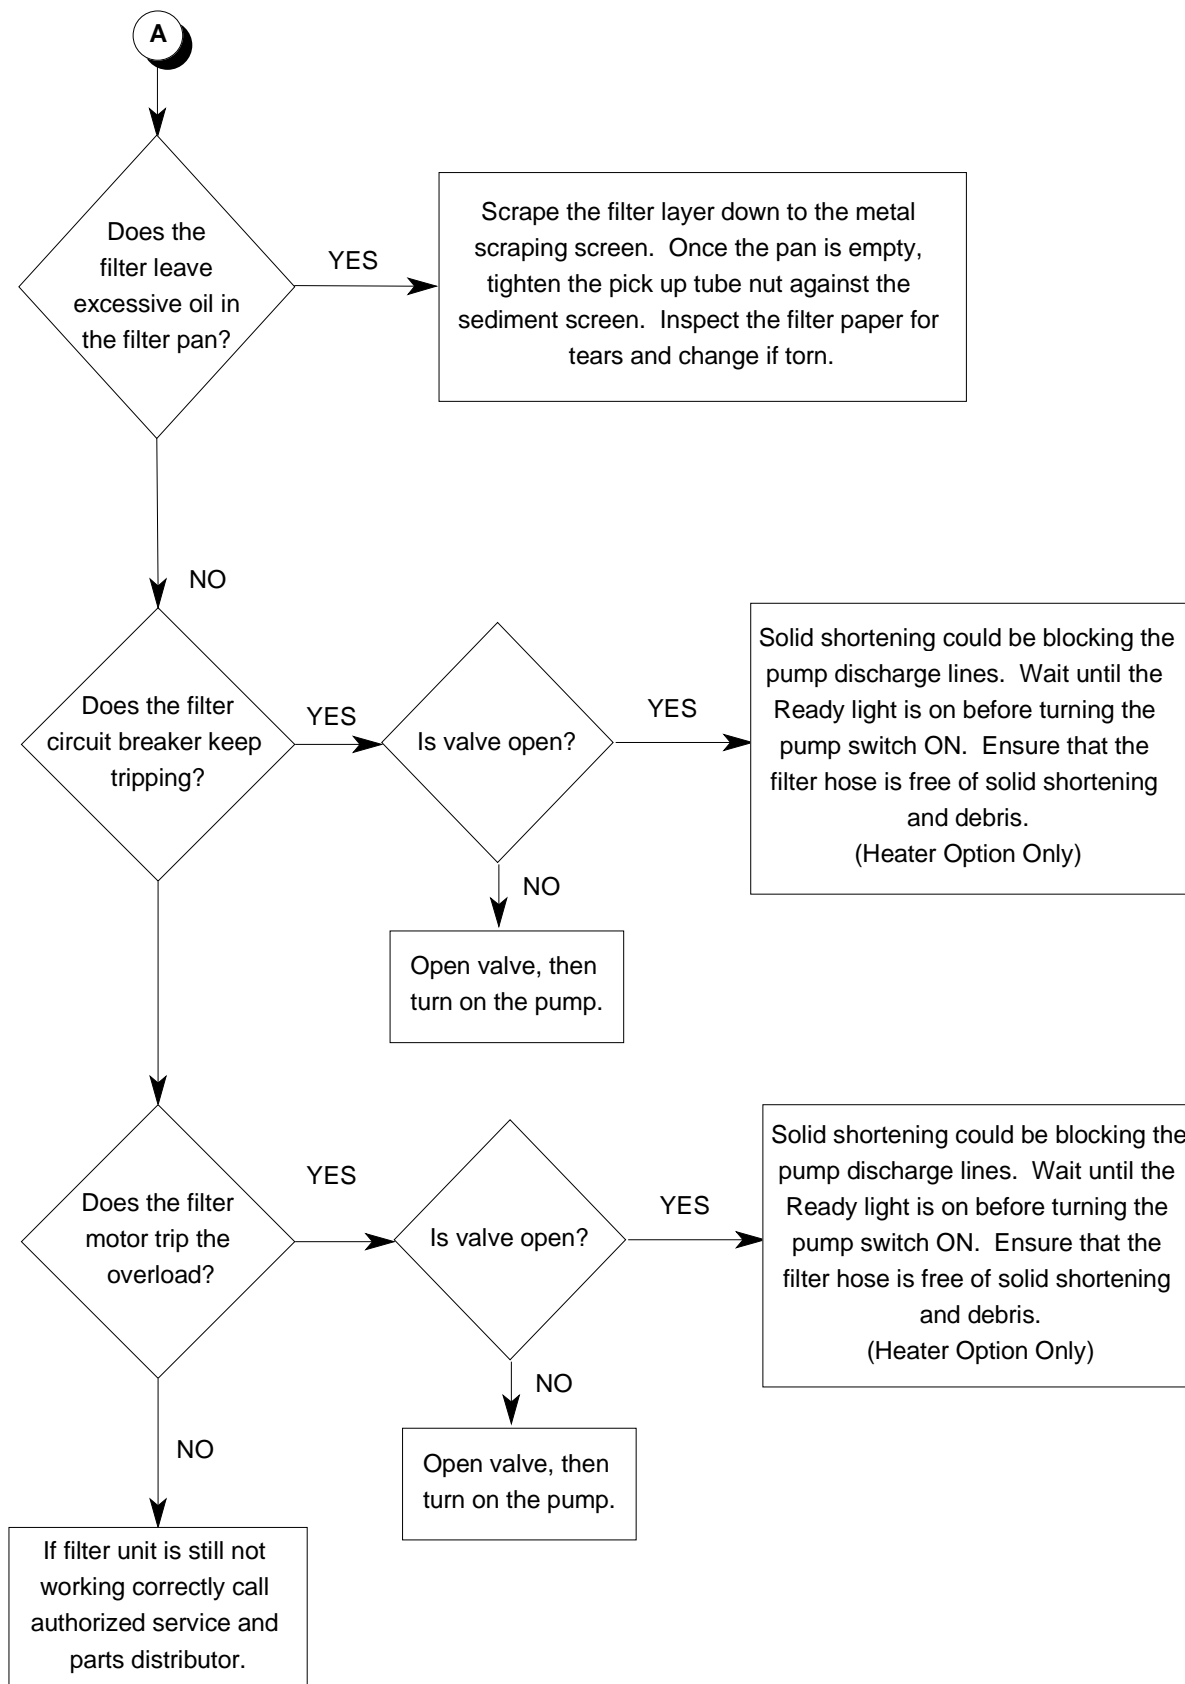 A
Does the
filter leave
excessive oil in
the filter pan?
YES
Scrape the filter layer down to the metal
scraping screen.  Once the pan is empty,
tighten the pick up tube nut against the
sediment screen.  Inspect the filter paper for
tears and change if torn.
NO
Does the filter
circuit breaker keep
tripping?
YES
Is valve open?
YES
Solid shortening could be blocking the
pump discharge lines.  Wait until the
Ready light is on before turning the
pump switch ON.  Ensure that the
filter hose is free of solid shortening
and debris.
(Heater Option Only)
NO
Open valve, then
turn on the pump.
Does the filter
motor trip the
overload?
YES
Is valve open?
YES
Solid shortening could be blocking the
pump discharge lines.  Wait until the
Ready light is on before turning the
pump switch ON.  Ensure that the
filter hose is free of solid shortening
and debris.
(Heater Option Only)
NO
Open valve, then
turn on the pump.
NO
If filter unit is still not
working correctly call
authorized service and
parts distributor.